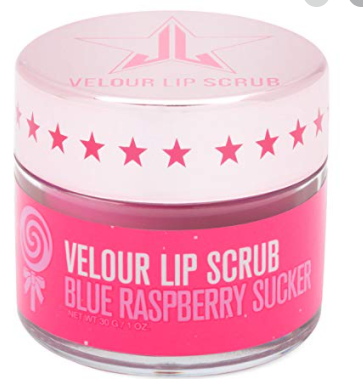 VELOUR LIP SCRUB
VELOUR LIP SCRUB
BLUE RASPBERRY SUCKER
NET WT 30 G / 1 OZ